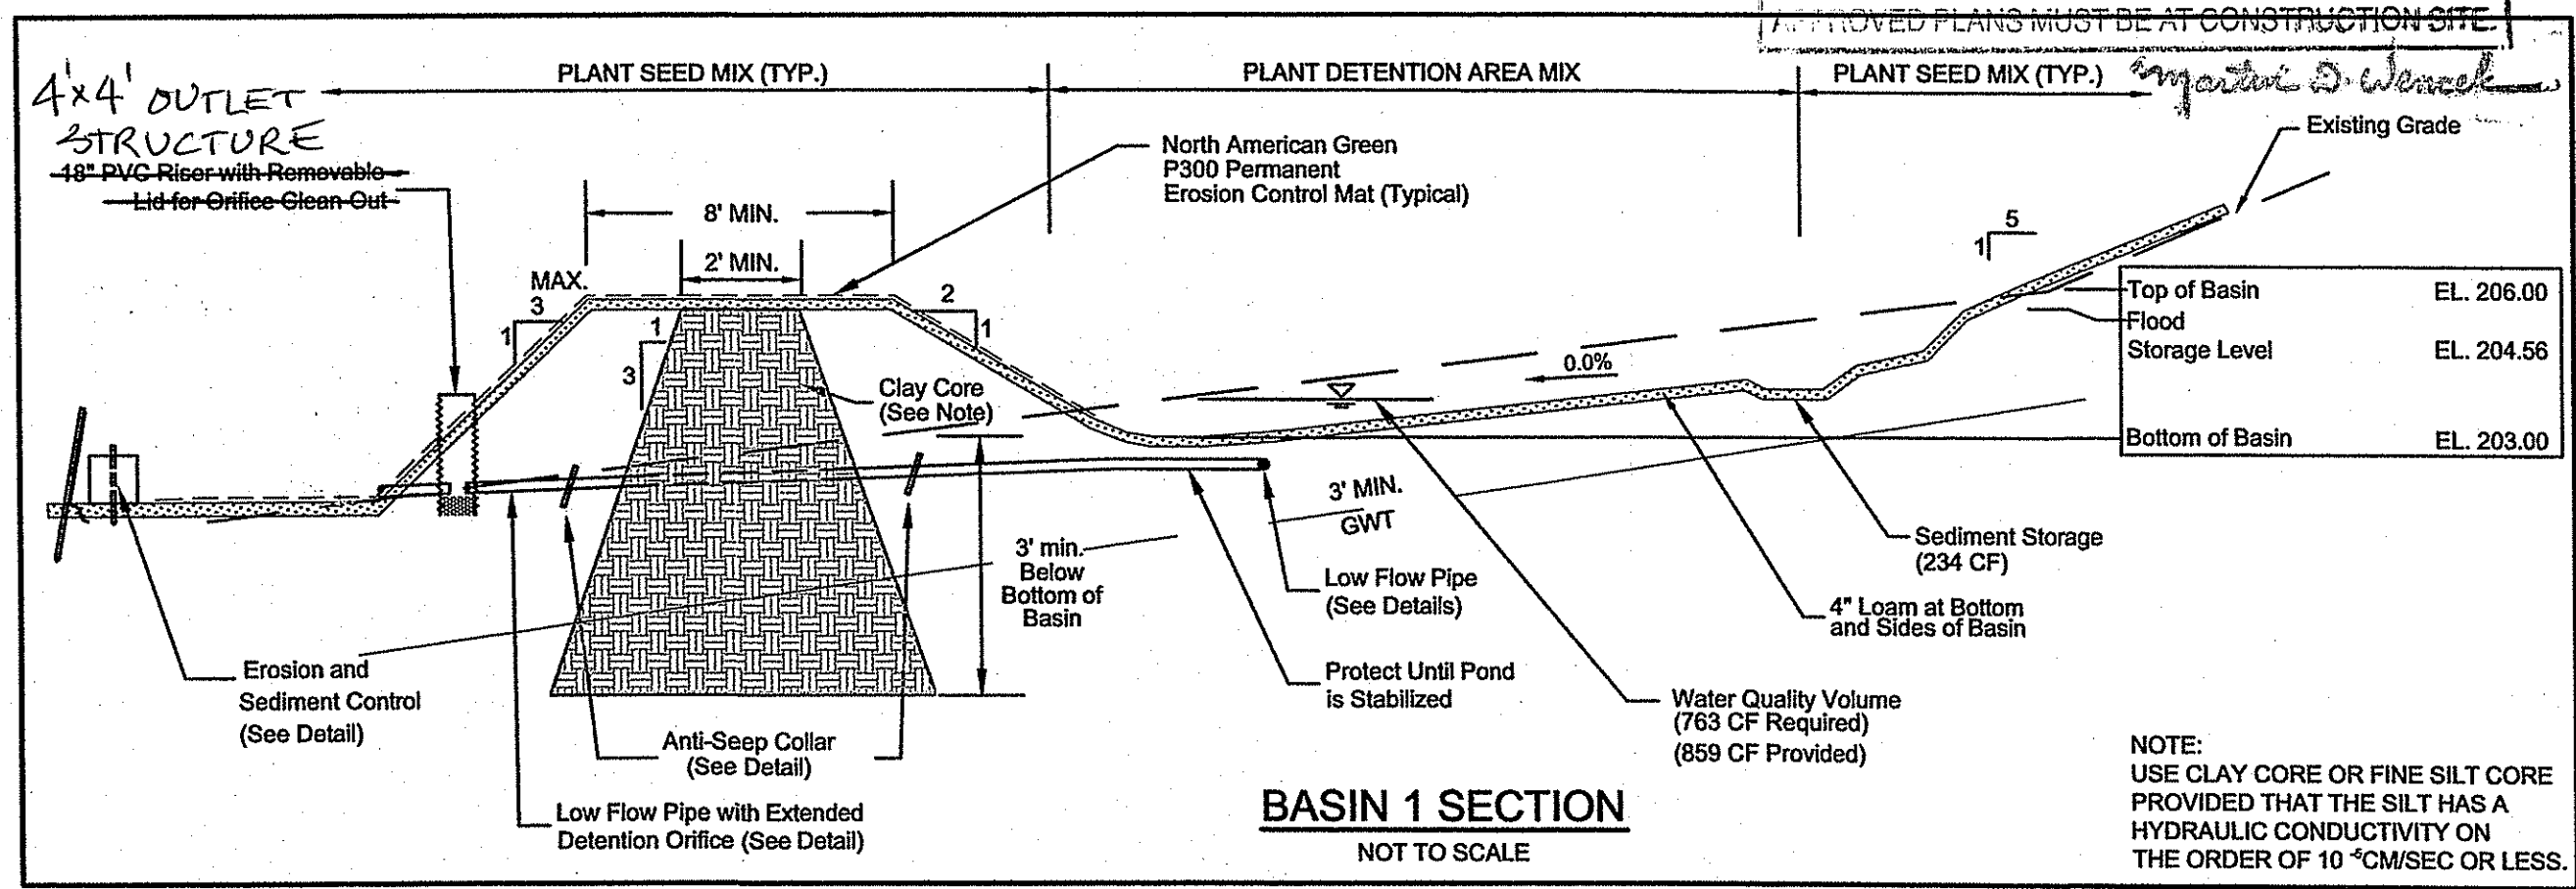 APPROVED PLANS MUST BE AT CONSTRUCTION SITE.
4'x4' OUTLET
STRUCTURE
18" PVC Riser with Removable
Lid for Orifice Clean Out
PLANT SEED MIX (TYP.)
PLANT DETENTION AREA MIX
PLANT SEED MIX (TYP.)
Martin D. Wencek
North American Green
P300 Permanent
Erosion Control Mat (Typical)
Existing Grade
8' MIN.
2' MIN.
MAX.
3
1
1
3
2
1
5
1
Clay Core
(See Note)
0.0%
Top of Basin EL. 206.00
Flood
Storage Level EL. 204.56
Bottom of Basin EL. 203.00
3' MIN.
GWT
3' min.
Below
Bottom of
Basin
Low Flow Pipe
(See Details)
Sediment Storage
(234 CF)
4" Loam at Bottom
and Sides of Basin
Erosion and
Sediment Control
(See Detail)
Protect Until Pond
is Stabilized
Anti-Seep Collar
(See Detail)
Water Quality Volume
(763 CF Required)
(859 CF Provided)
Low Flow Pipe with Extended
Detention Orifice (See Detail)
BASIN 1 SECTION
NOT TO SCALE
NOTE:
USE CLAY CORE OR FINE SILT CORE
PROVIDED THAT THE SILT HAS A
HYDRAULIC CONDUCTIVITY ON
THE ORDER OF 10 CM/SEC OR LESS.